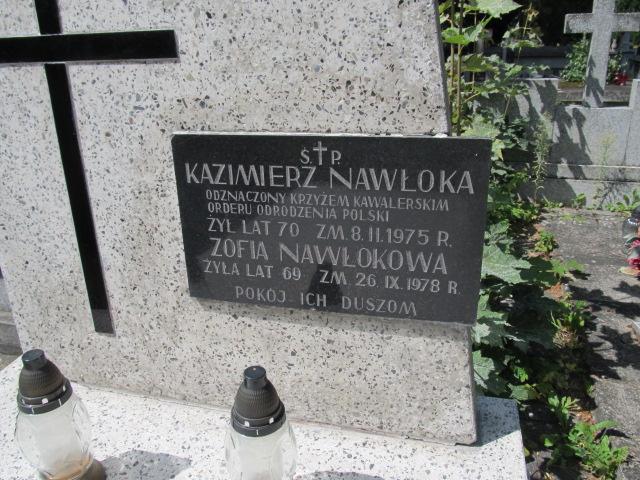 Ś.†P.
KAZIMIERZ NAWŁOKA
ODZNACZONY KRZYŻEM KAWALERSKIM
ORDERU ODRODZENIA POLSKI
ŻYŁ LAT 70 ZM. 8.II.1975 R.
ZOFIA NAWŁOKOWA
ŻYŁA LAT 69 ZM. 26.IX.1978 R.
POKÓJ ICH DUSZOM